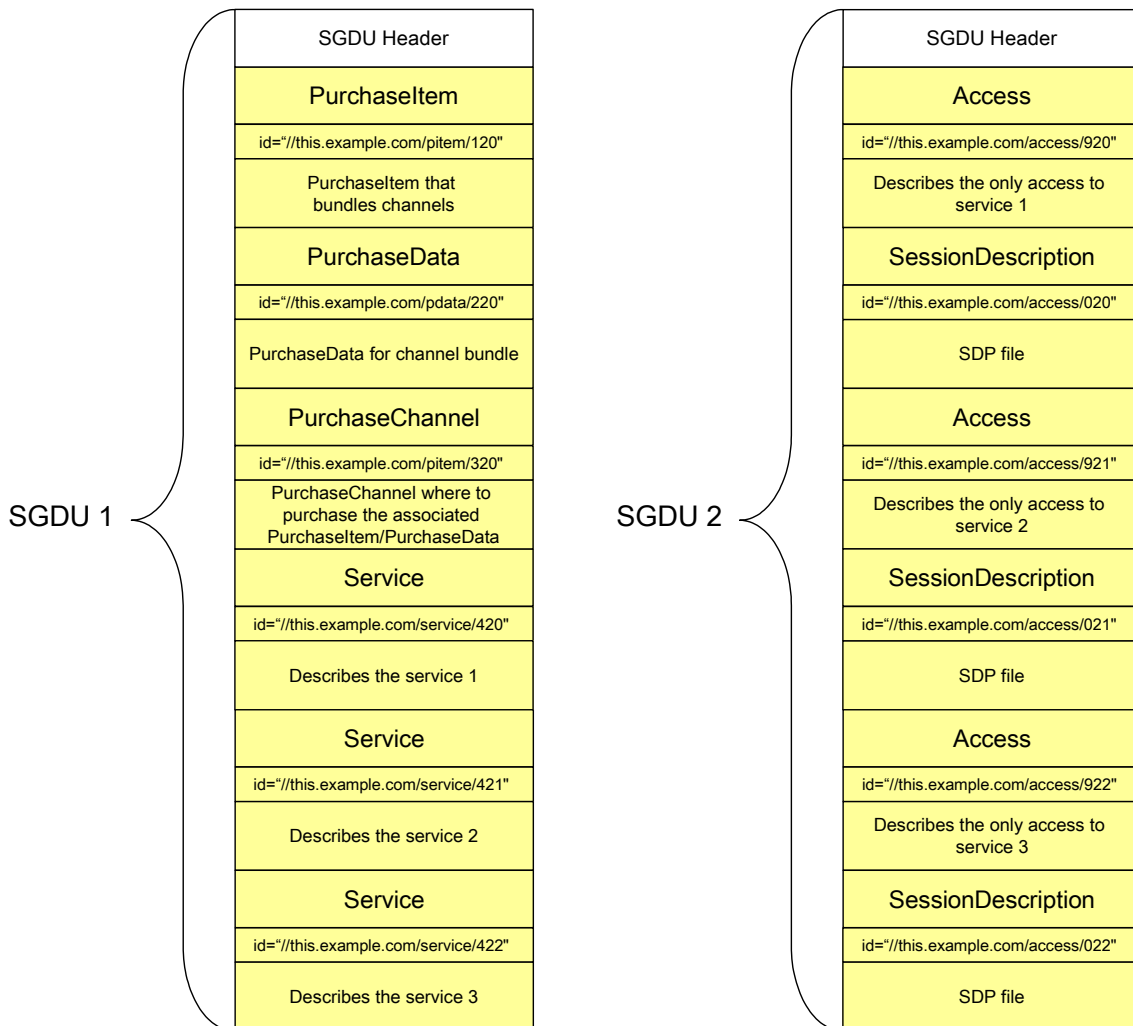 SGDU 1
SGDU Header
PurchaseItem
id=“//this.example.com/pitem/120"
PurchaseItem that
bundles channels
PurchaseData
id=“//this.example.com/pdata/220"
PurchaseData for channel bundle
PurchaseChannel
id=“//this.example.com/pitem/320"
PurchaseChannel where to
purchase the associated
PurchaseItem/PurchaseData
Service
id=“//this.example.com/service/420"
Describes the service 1
Service
id=“//this.example.com/service/421"
Describes the service 2
Service
id=“//this.example.com/service/422"
Describes the service 3
SGDU 2
SGDU Header
Access
id=“//this.example.com/access/920"
Describes the only access to
service 1
SessionDescription
id=“//this.example.com/access/020"
SDP file
Access
id=“//this.example.com/access/921"
Describes the only access to
service 2
SessionDescription
id=“//this.example.com/access/021"
SDP file
Access
id=“//this.example.com/access/922"
Describes the only access to
service 3
SessionDescription
id=“//this.example.com/access/022"
SDP file